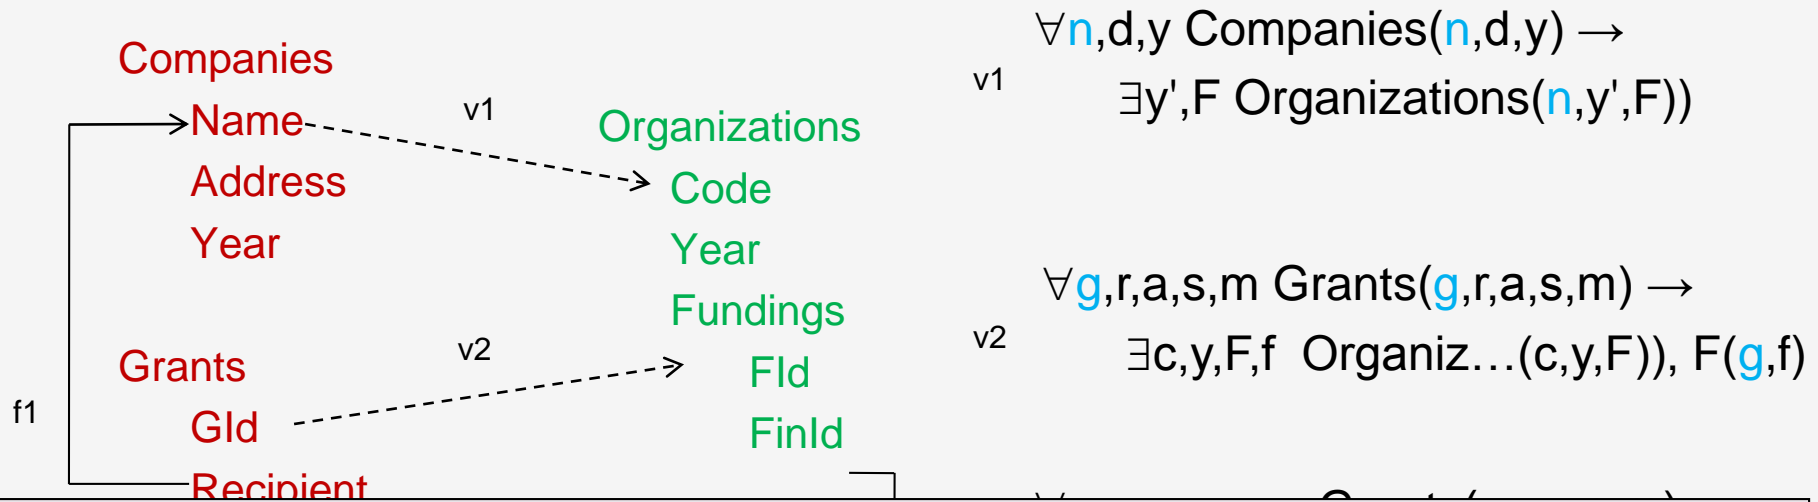 Companies
Name
Address
Year
Grants
GId
Recipient
f1
v1
v2
Organizations
Code
Year
Fundings
FId
FinId
v1
∀n,d,y Companies(n,d,y) →
∃y',F Organizations(n,y',F))
v2
∀g,r,a,s,m Grants(g,r,a,s,m) →
∃c,y,F,f Organiz…(c,y,F)), F(g,f)